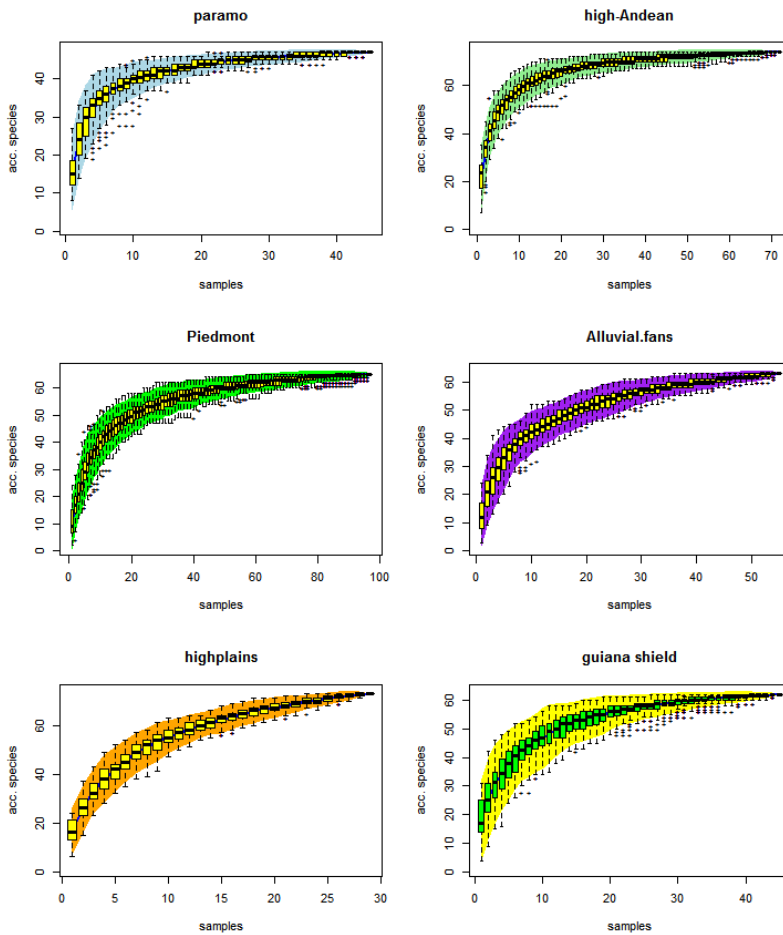 paramo
acc. species
0 10 20 30 40
0 10 20 30 40
samples
high-Andean
acc. species
0 20 40 60
0 10 20 30 40 50 60 70
samples
Piedmont
acc. species
0 10 20 30 40 50 60
0 20 40 60 80 100
samples
Alluvial.fans
acc. species
0 10 20 30 40 50 60
0 10 20 30 40 50
samples
highplains
acc. species
0 20 40 60
0 5 10 15 20 25 30
samples
guiana shield
acc. species
0 10 20 30 40 50 60
0 10 20 30 40
samples